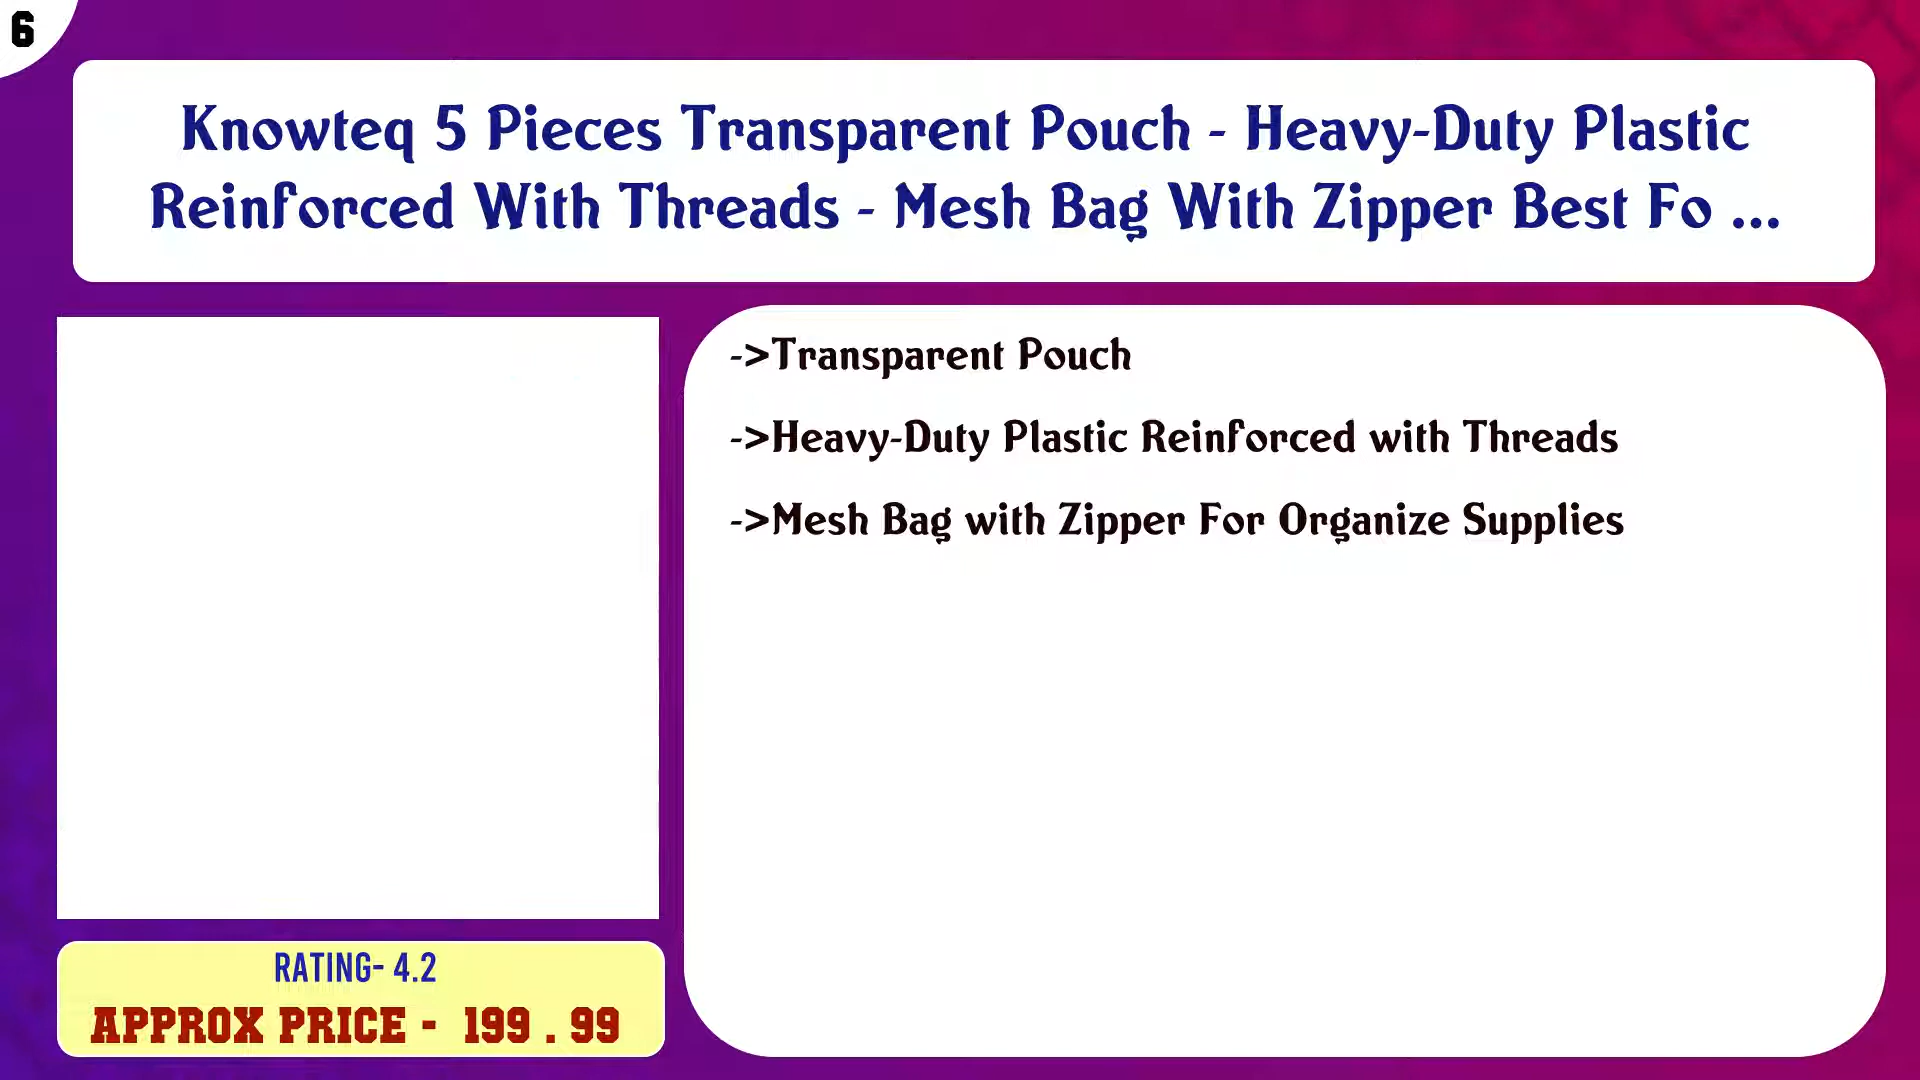 6
Knowteq 5 Pieces Transparent Pouch - Heavy-Duty Plastic
Reinforced With Threads - Mesh Bag With Zipper Best Fo ...
->Transparent Pouch
->Heavy-Duty Plastic Reinforced with Threads
->Mesh Bag with Zipper For Organize Supplies
RATING- 4.2
APPROX PRICE - 199 . 99